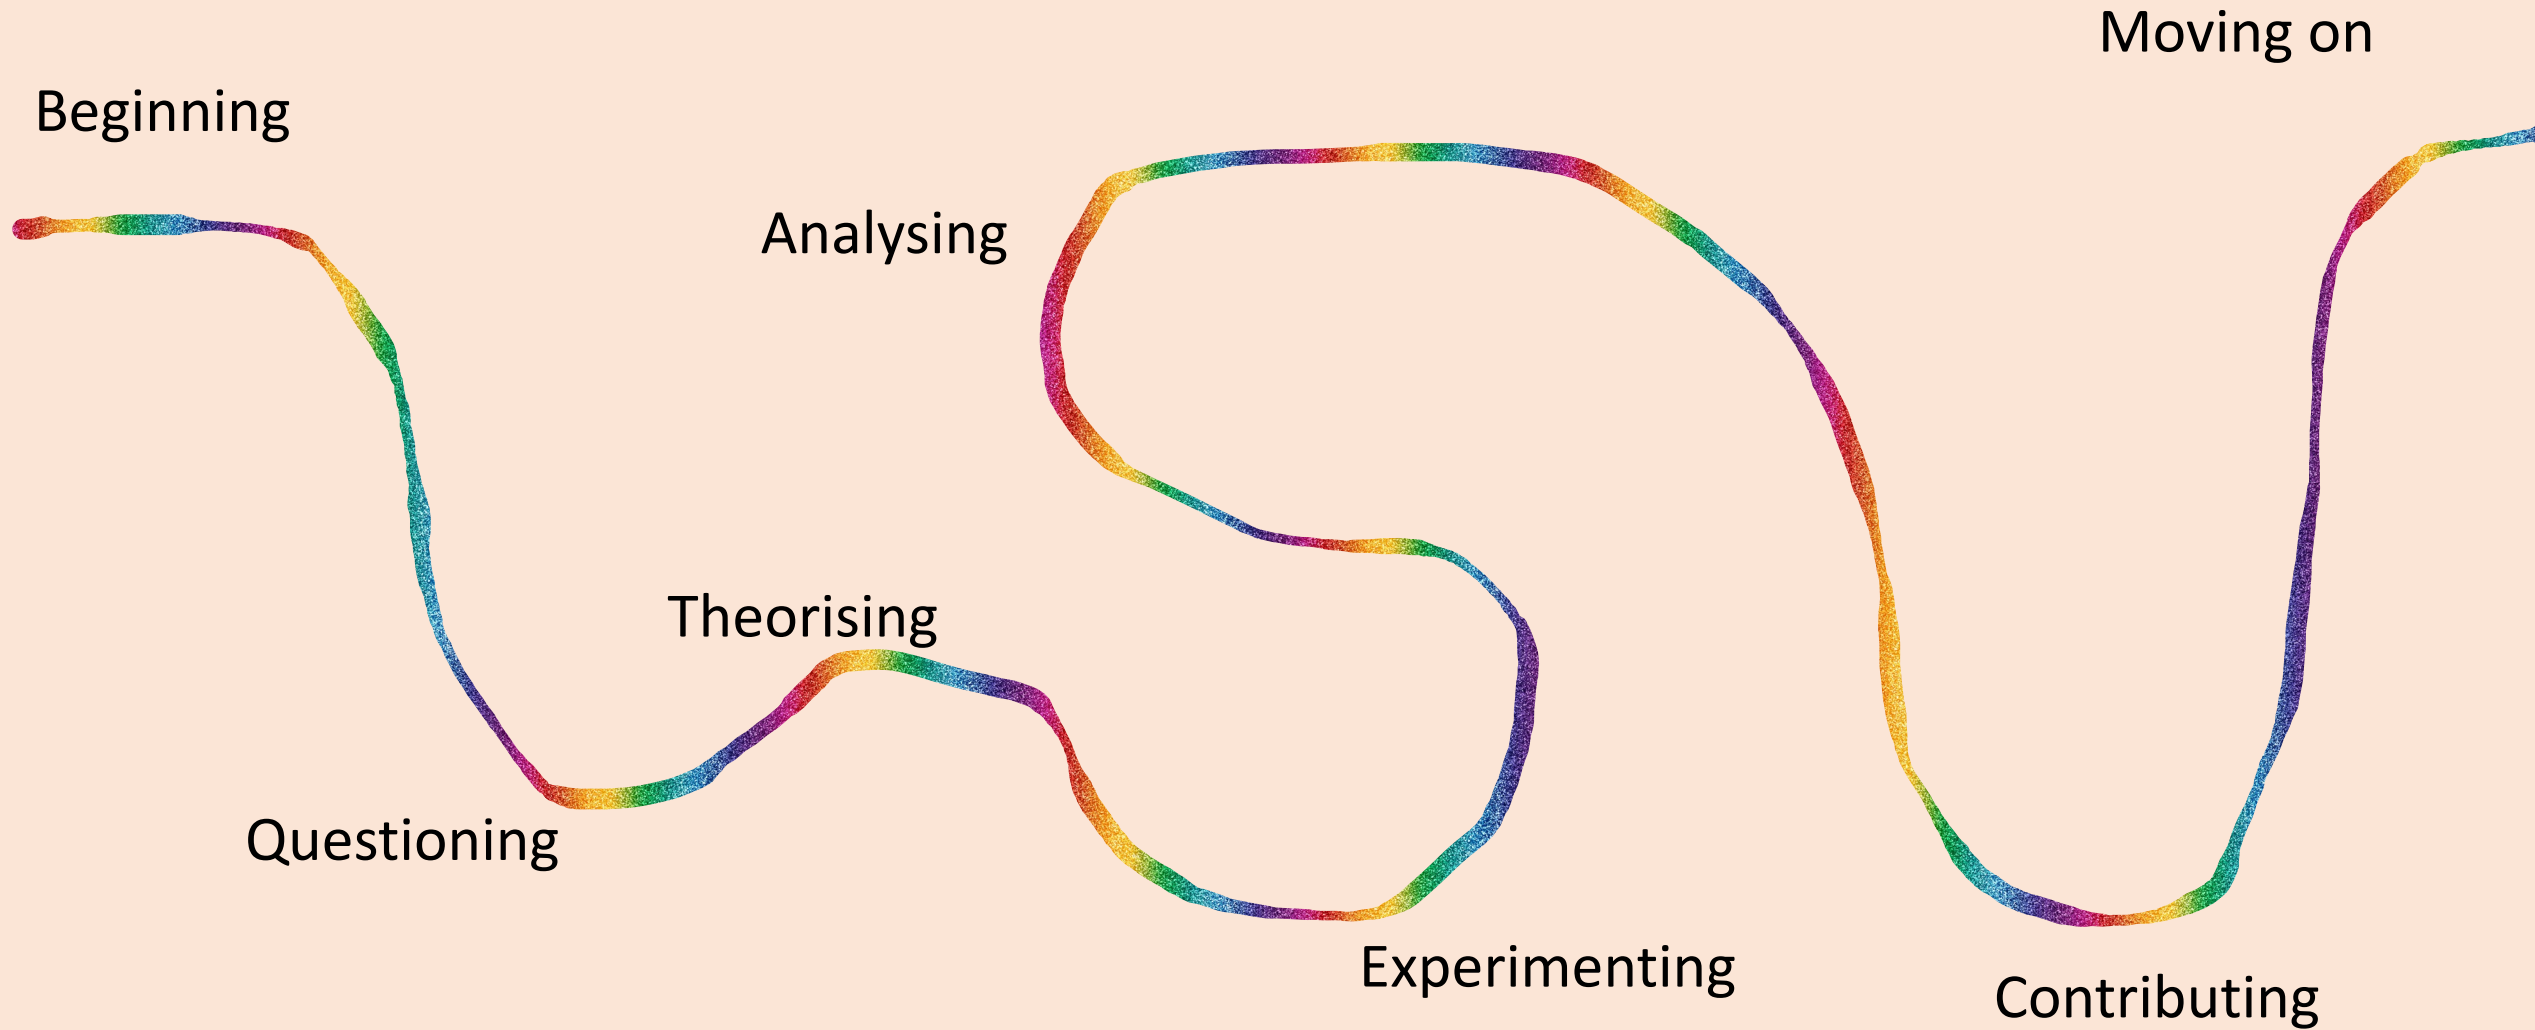 Beginning
Questioning
Theorising
Experimenting
Analysing
Contributing
Moving on